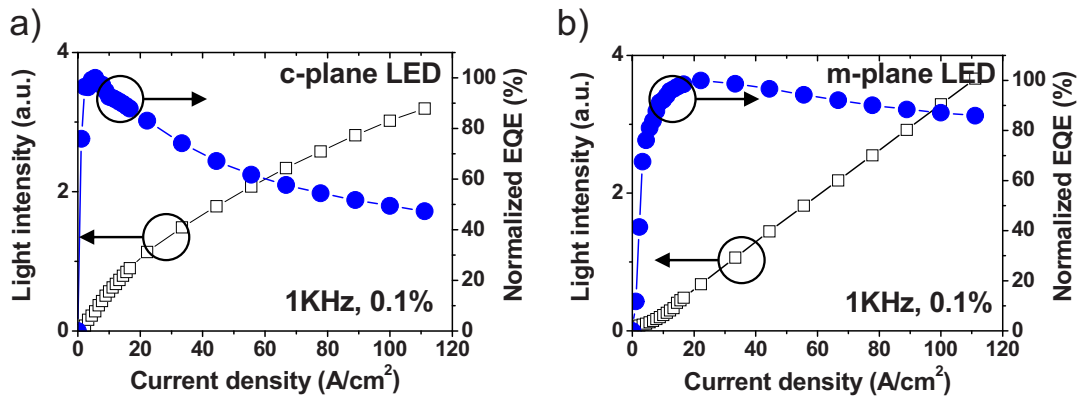 a)
c-plane LED
1KHz, 0.1%
Light intensity (a.u.)
0
2
4
Normalized EQE (%)
0
20
40
60
80
100
0 20 40 60 80 100 120
Current density (A/cm²)
b)
m-plane LED
1KHz, 0.1%
Light intensity (a.u.)
0
2
4
Normalized EQE (%)
0
20
40
60
80
100
0 20 40 60 80 100 120
Current density (A/cm²)